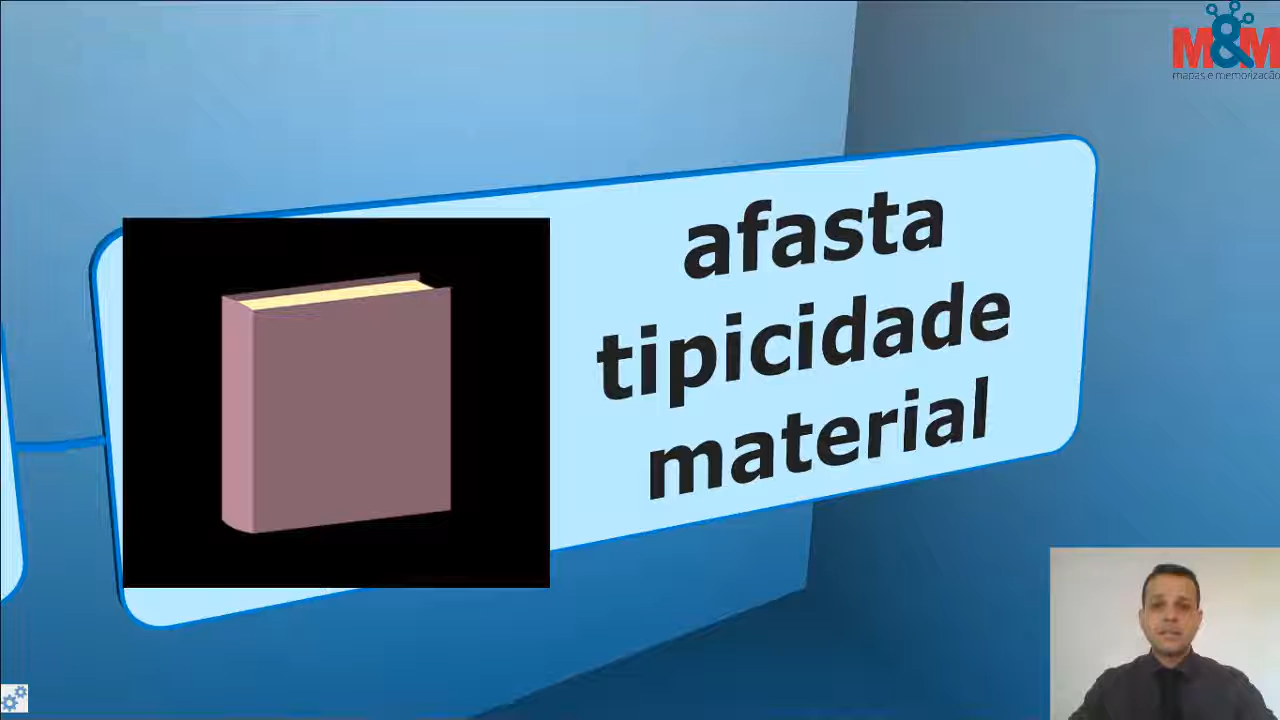 M&M
mapas e memorização
afasta
tipicidade
material